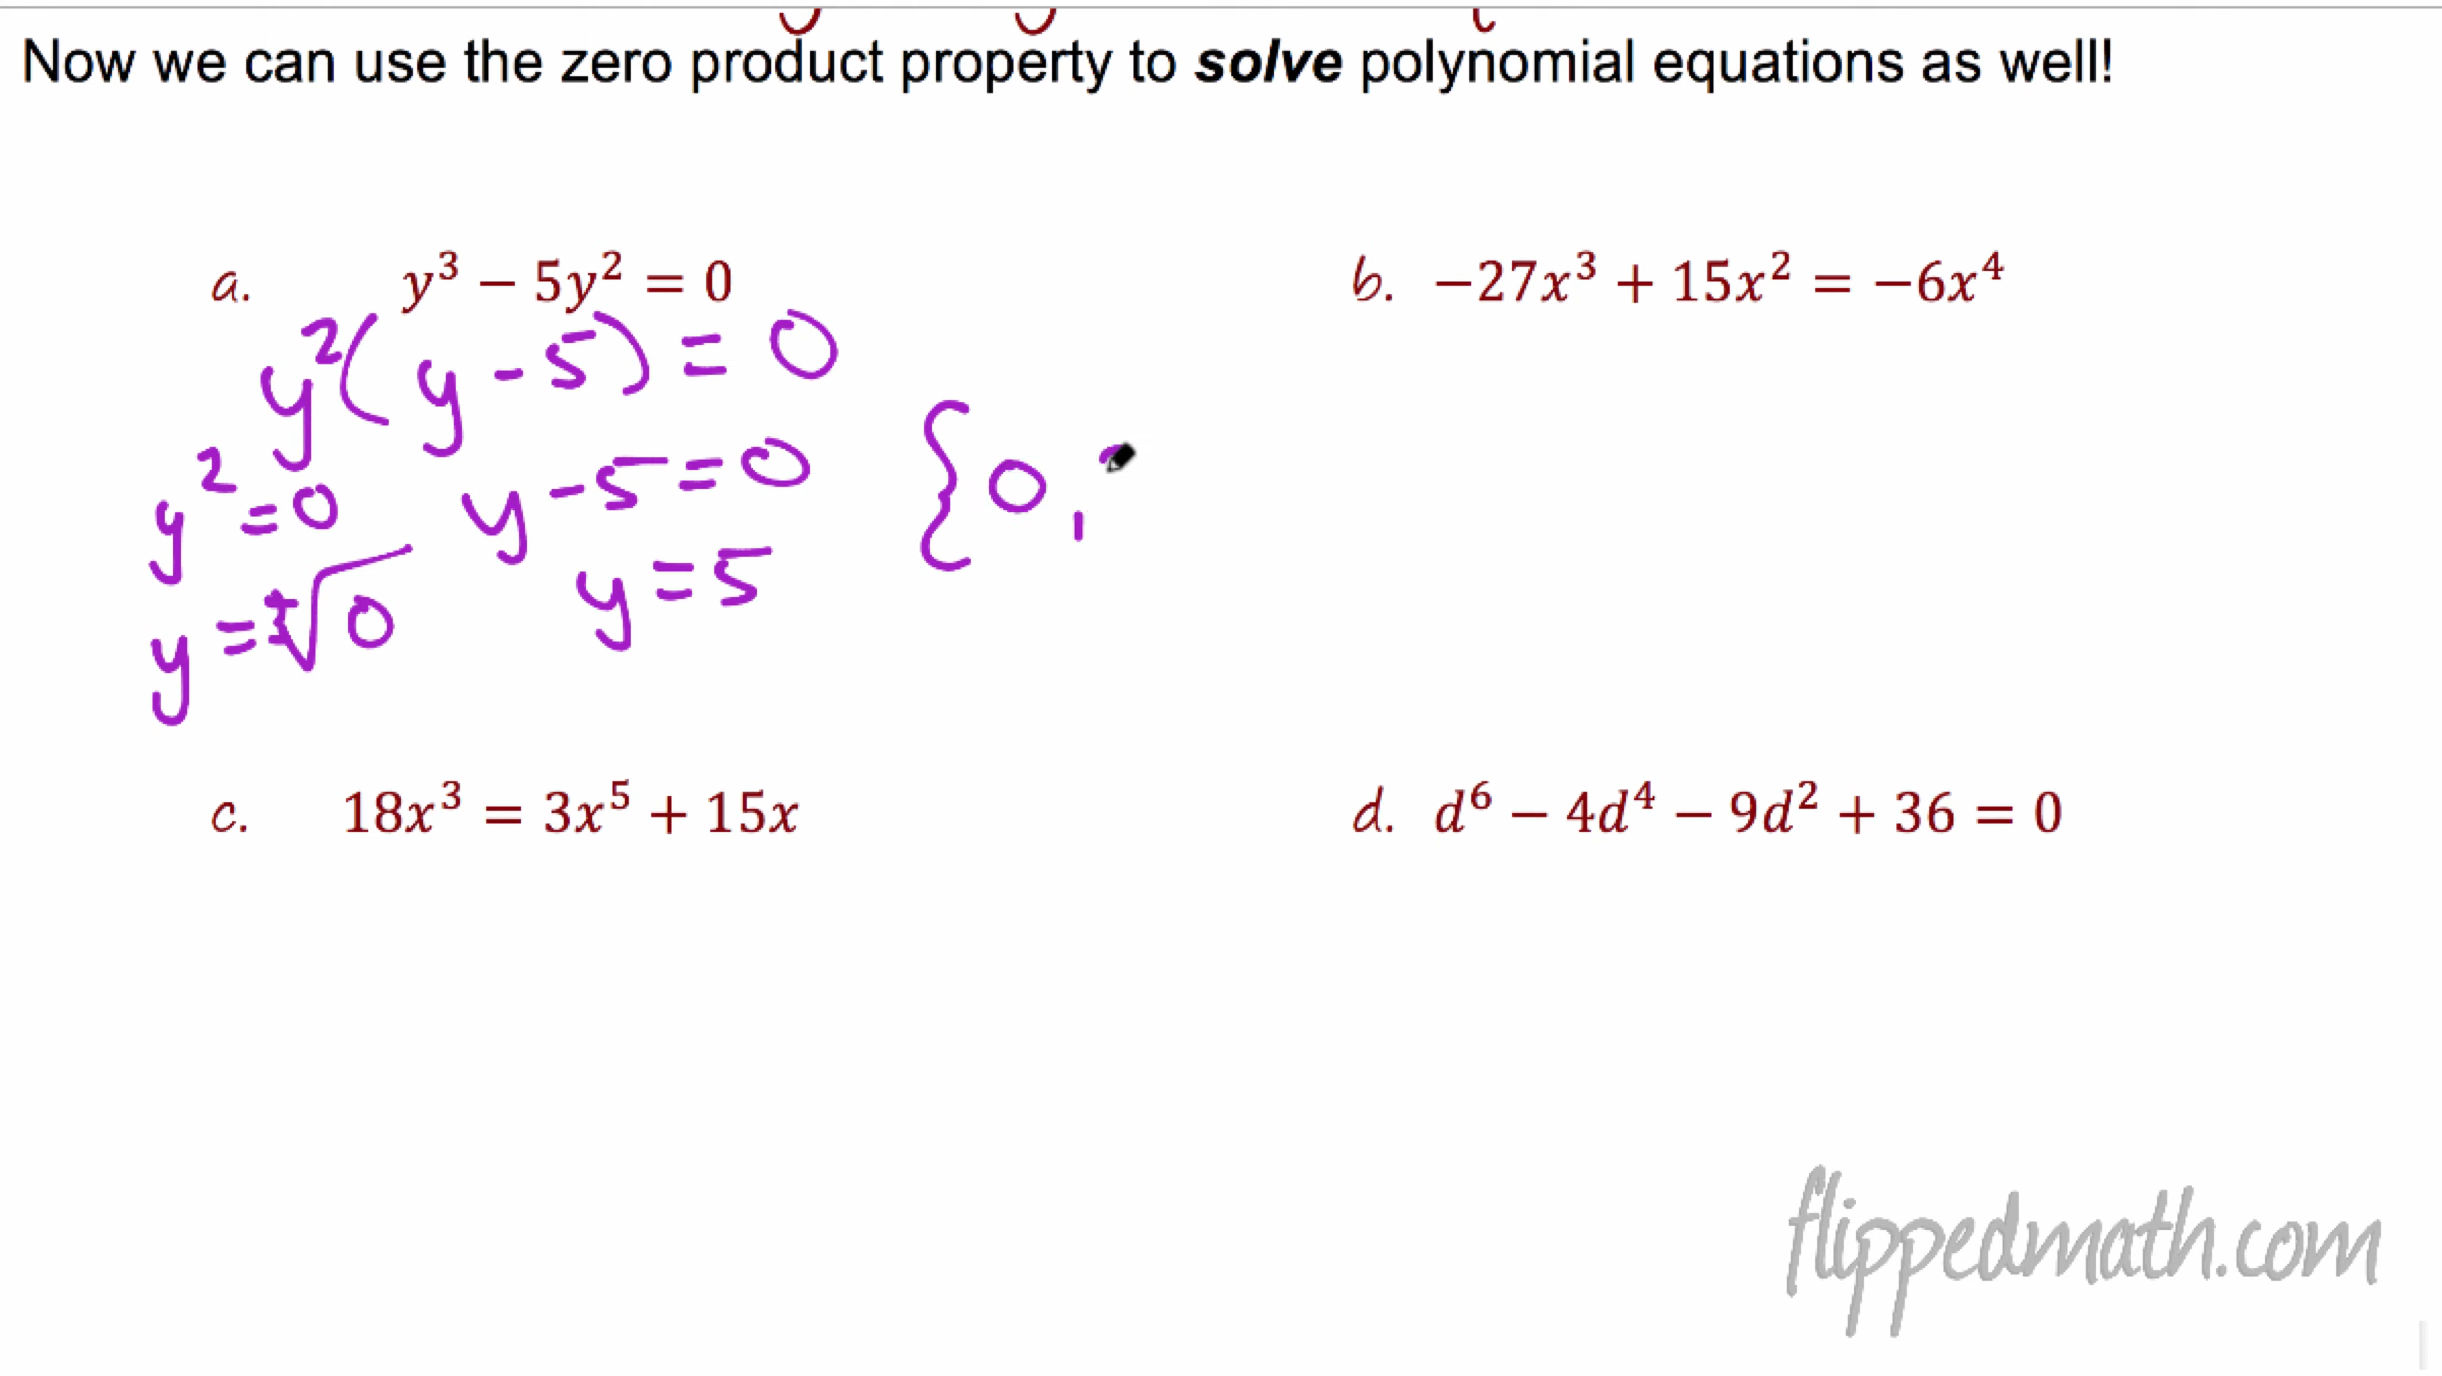 Now we can use the zero product property to solve polynomial equations as well!
a. y³ − 5y² = 0
y²(y-5)=0
y²=0 y-5=0 {0,
y=±√0 y=5
b. −27x³ + 15x² = −6x⁴
c. 18x³ = 3x⁵ + 15x
d. d⁶ − 4d⁴ − 9d² + 36 = 0
flippedmath.com